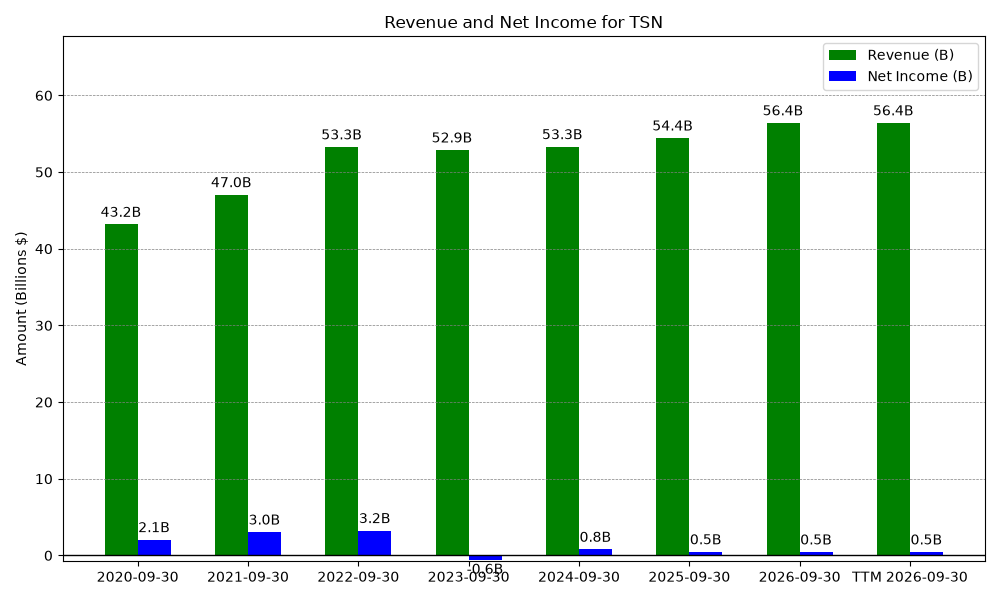 Revenue and Net Income for TSN
Revenue (B)
Net Income (B)
Amount (Billions $)
60
50
40
30
20
10
0
43.2B
47.0B
53.3B
52.9B
53.3B
54.4B
56.4B
56.4B
2.1B
3.0B
3.2B
-0.6B
0.8B
0.5B
0.5B
0.5B
2020-09-30
2021-09-30
2022-09-30
2023-09-30
2024-09-30
2025-09-30
2026-09-30
TTM 2026-09-30